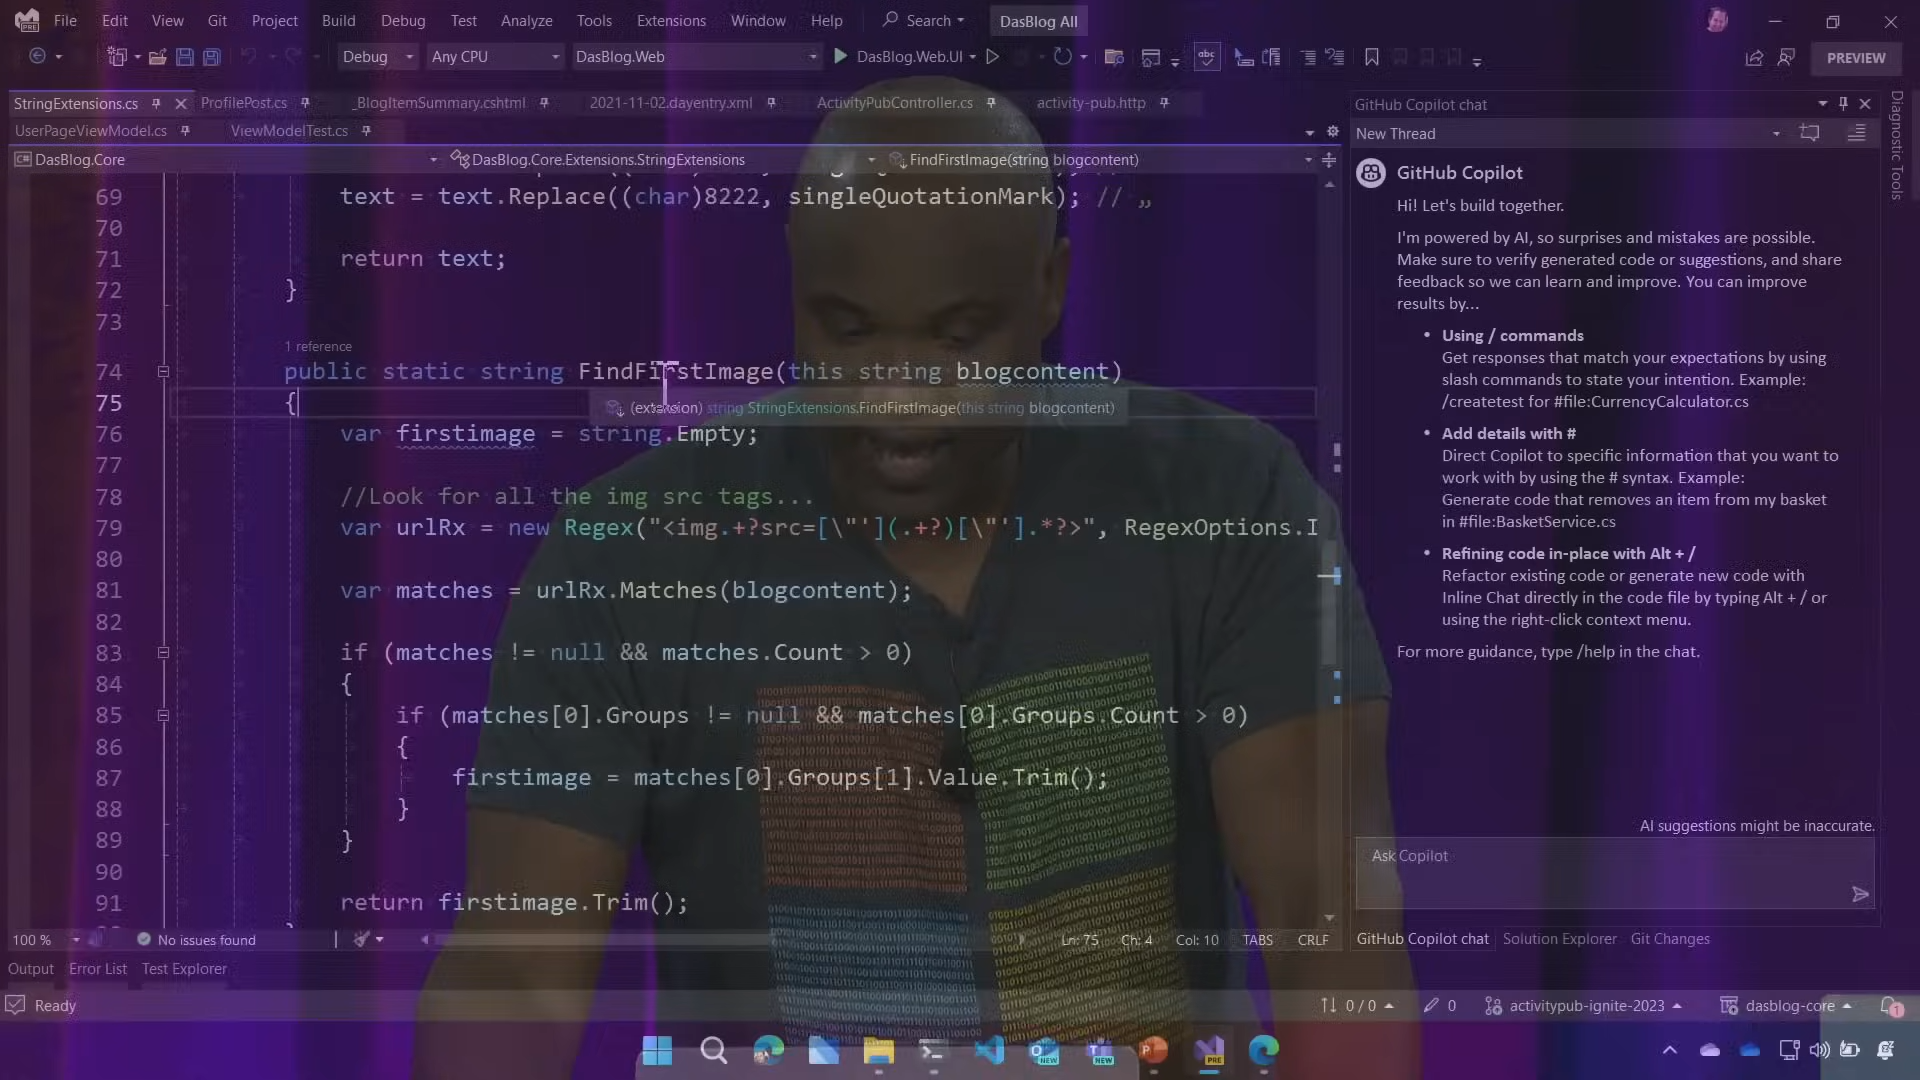 File Edit View Git Project Build Debug Test Analyze Tools Extensions Window Help Search DasBlog All
Debug Any CPU DasBlog.Web DasBlog.Web.UI abc PREVIEW
StringExtensions.cs ProfilePost.cs _BlogItemSummary.cshtml 2021-11-02.dayentry.xml ActivityPubController.cs activity-pub.http
UserPageViewModel.cs ViewModelTest.cs
DasBlog.Core DasBlog.Core.Extensions.StringExtensions FindFirstImage(string blogcontent)
69 text = text.Replace((char)8222, singleQuotationMark); // „
70
71 return text;
72 }
73
1 reference
74 public static string FindFirstImage(this string blogcontent)
75 {
(extension) string StringExtensions.FindFirstImage(this string blogcontent)
76 var firstimage = string.Empty;
77
78 //Look for all the img src tags...
79 var urlRx = new Regex("<img.+?src=[\"'](.+?)[\"'].*?>", RegexOptions.I
80
81 var matches = urlRx.Matches(blogcontent);
82
83 if (matches != null && matches.Count > 0)
84 {
85 if (matches[0].Groups != null && matches[0].Groups.Count > 0)
86 {
87 firstimage = matches[0].Groups[1].Value.Trim();
88 }
89 }
90
91 return firstimage.Trim();
100 % No issues found Ln: 75 Ch: 4 Col: 10 TABS CRLF
Output Error List Test Explorer
Ready 0 / 0 0 activitypub-ignite-2023 dasblog-core 1
GitHub Copilot chat
New Thread
GitHub Copilot
Hi! Let's build together.
I'm powered by AI, so surprises and mistakes are possible.
Make sure to verify generated code or suggestions, and share
feedback so we can learn and improve. You can improve
results by...
• Using / commands
Get responses that match your expectations by using
slash commands to state your intention. Example:
/createtest for #file:CurrencyCalculator.cs
• Add details with #
Direct Copilot to specific information that you want to
work with by using the # syntax. Example:
Generate code that removes an item from my basket
in #file:BasketService.cs
• Refining code in-place with Alt + /
Refactor existing code or generate new code with
Inline Chat directly in the code file by typing Alt + / or
using the right-click context menu.
For more guidance, type /help in the chat.
AI suggestions might be inaccurate.
Ask Copilot
GitHub Copilot chat Solution Explorer Git Changes
Diagnostic Tools
NEW NEW PRE